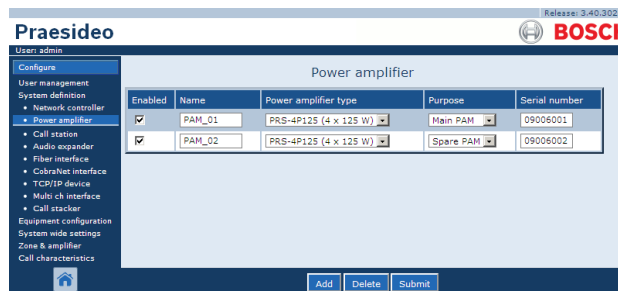 Release: 3.40.302
Praesideo
BOSCH
User: admin
Configure
User management
System definition
• Network controller
• Power amplifier
• Call station
• Audio expander
• Fiber interface
• CobraNet interface
• TCP/IP device
• Multi ch interface
• Call stacker
Equipment configuration
System wide settings
Zone & amplifier
Call characteristics
Power amplifier
Enabled Name Power amplifier type Purpose Serial number
PAM_01 PRS-4P125 (4 x 125 W) Main PAM 09006001
PAM_02 PRS-4P125 (4 x 125 W) Spare PAM 09006002
Add Delete Submit